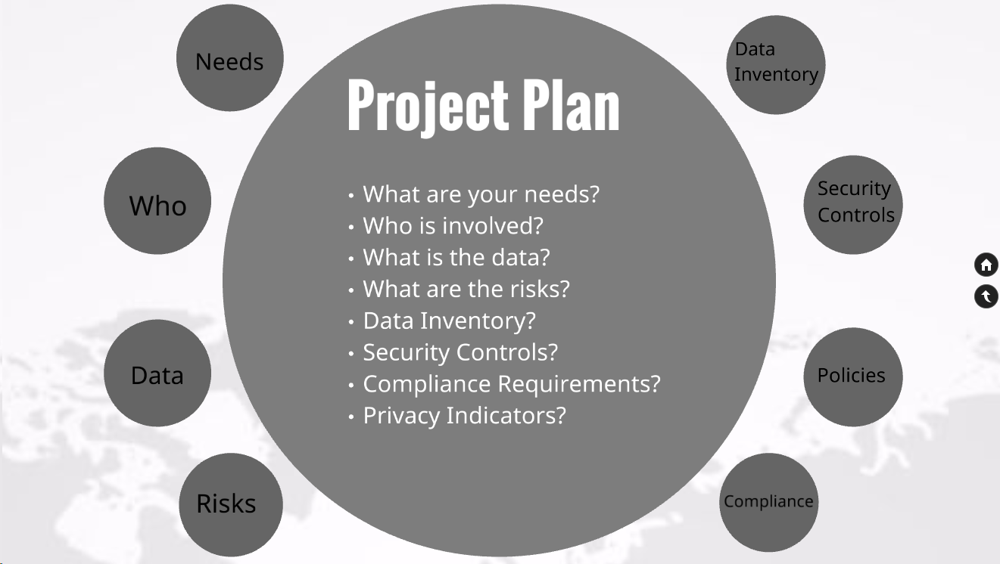 Needs
Who
Data
Risks
Project Plan
• What are your needs?
• Who is involved?
• What is the data?
• What are the risks?
• Data Inventory?
• Security Controls?
• Compliance Requirements?
• Privacy Indicators?
Data
Inventory
Security
Controls
Policies
Compliance